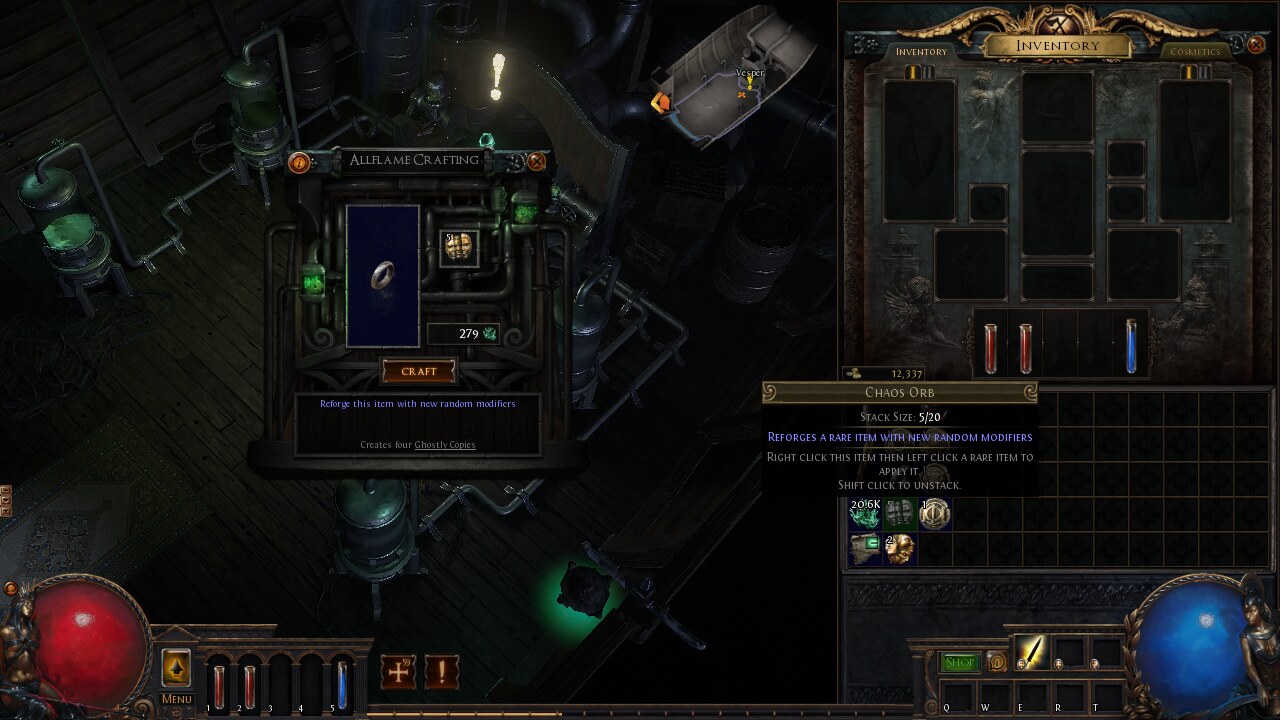 Vesper
Allflame Crafting
5
279
Craft
Reforge this item with new random modifiers
Creates four Ghostly Copies
Inventory
Inventory
Cosmetics
12,337
Chaos Orb
Stack Size: 5/20
Reforges a rare item with new random modifiers
Right click this item then left click a rare item to
apply it.
Shift click to unstack.
20.6K
1
2
Menu
1 2 3 4 5
Shop
Q W E R T